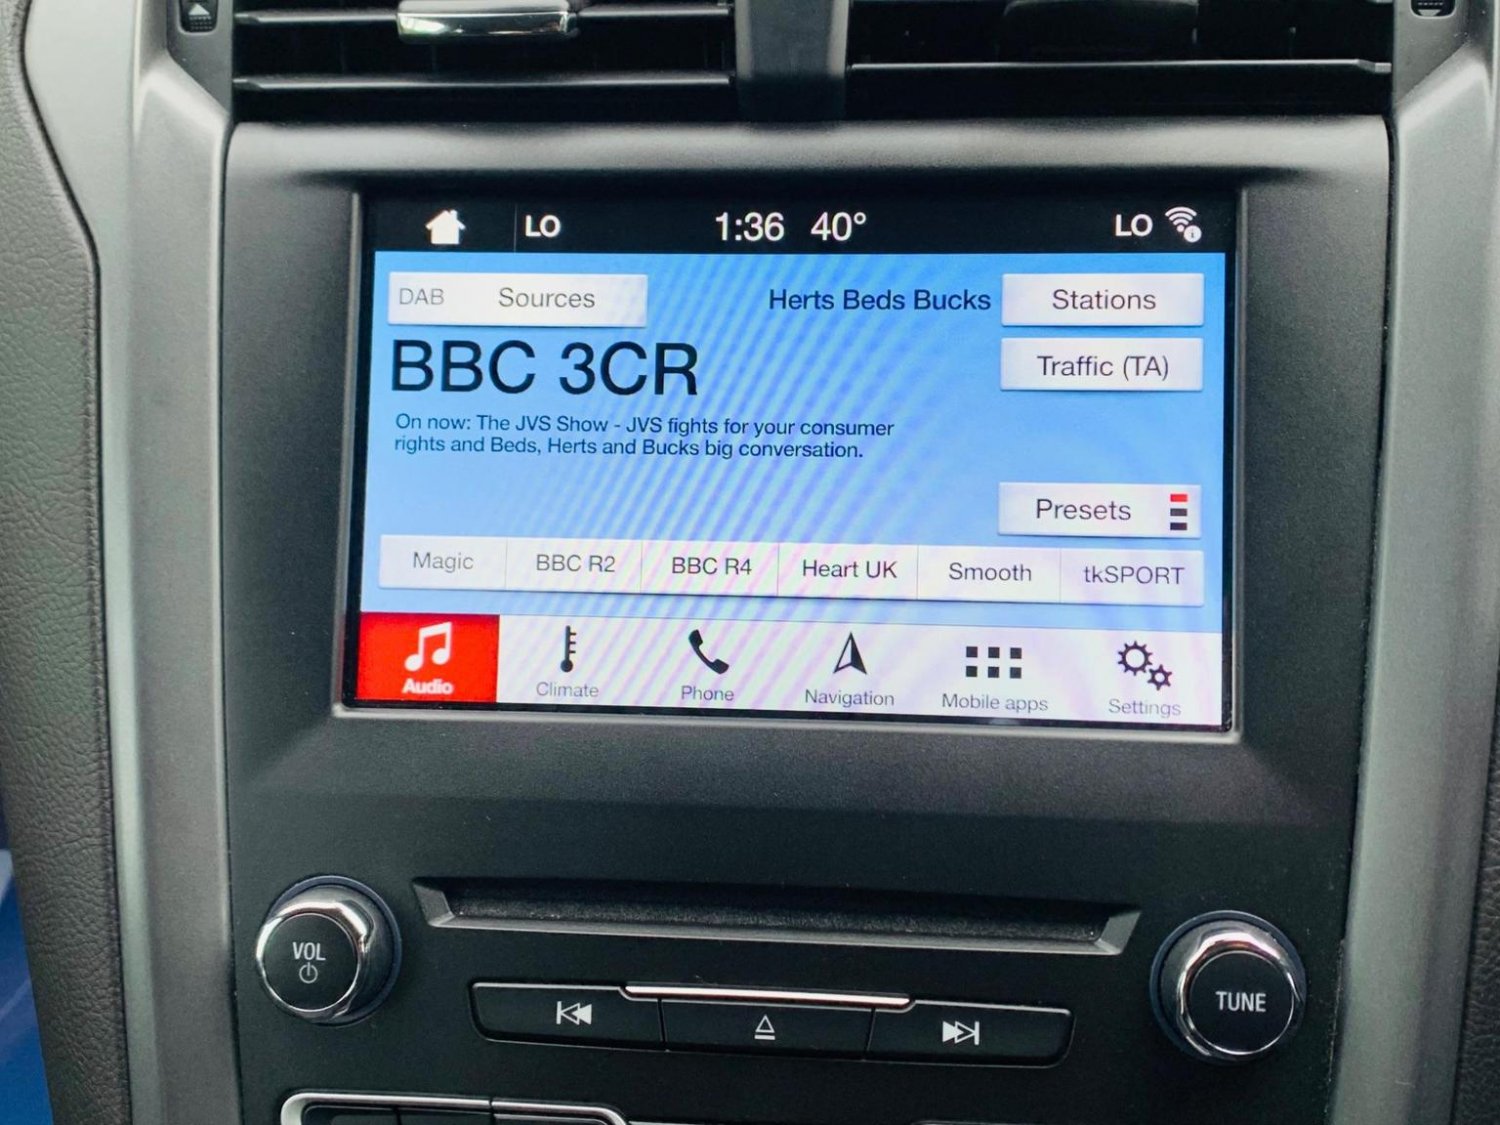 LO 1:36 40° LO
DAB Sources Herts Beds Bucks Stations
BBC 3CR
Traffic (TA)
On now: The JVS Show - JVS fights for your consumer
rights and Beds, Herts and Bucks big conversation.
Presets
Magic BBC R2 BBC R4 Heart UK Smooth tkSPORT
Audio Climate Phone Navigation Mobile apps Settings
VOL
TUNE